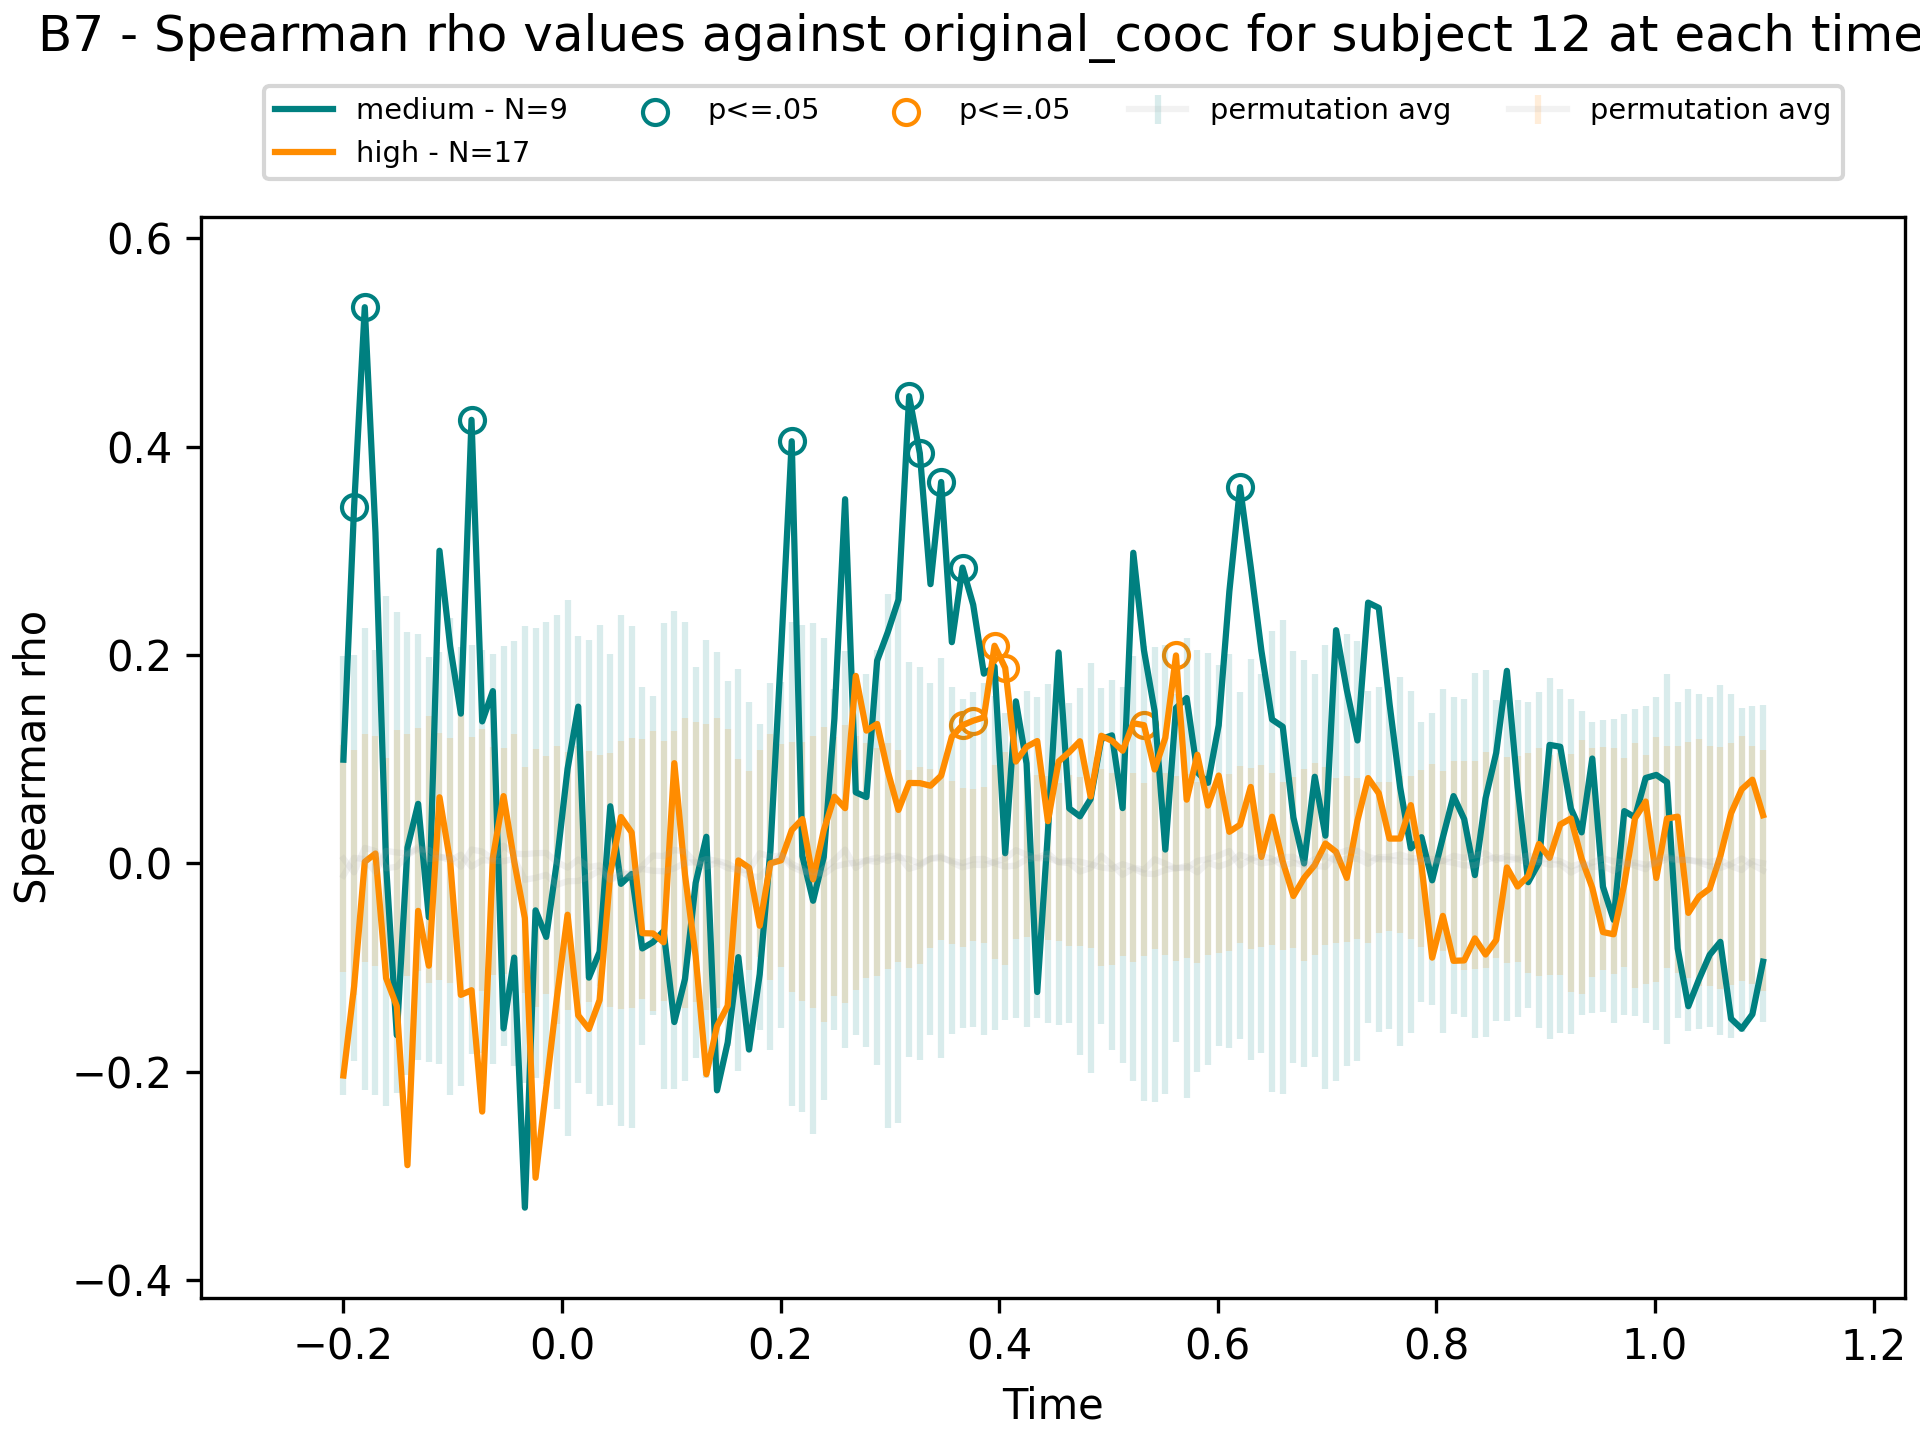 B7 - Spearman rho values against original_cooc for subject 12 at each time
medium - N=9
high - N=17
p<=.05
p<=.05
permutation avg
permutation avg
Spearman rho
0.6
0.4
0.2
0.0
−0.2
−0.4
−0.2
0.0
0.2
0.4
0.6
0.8
1.0
1.2
Time